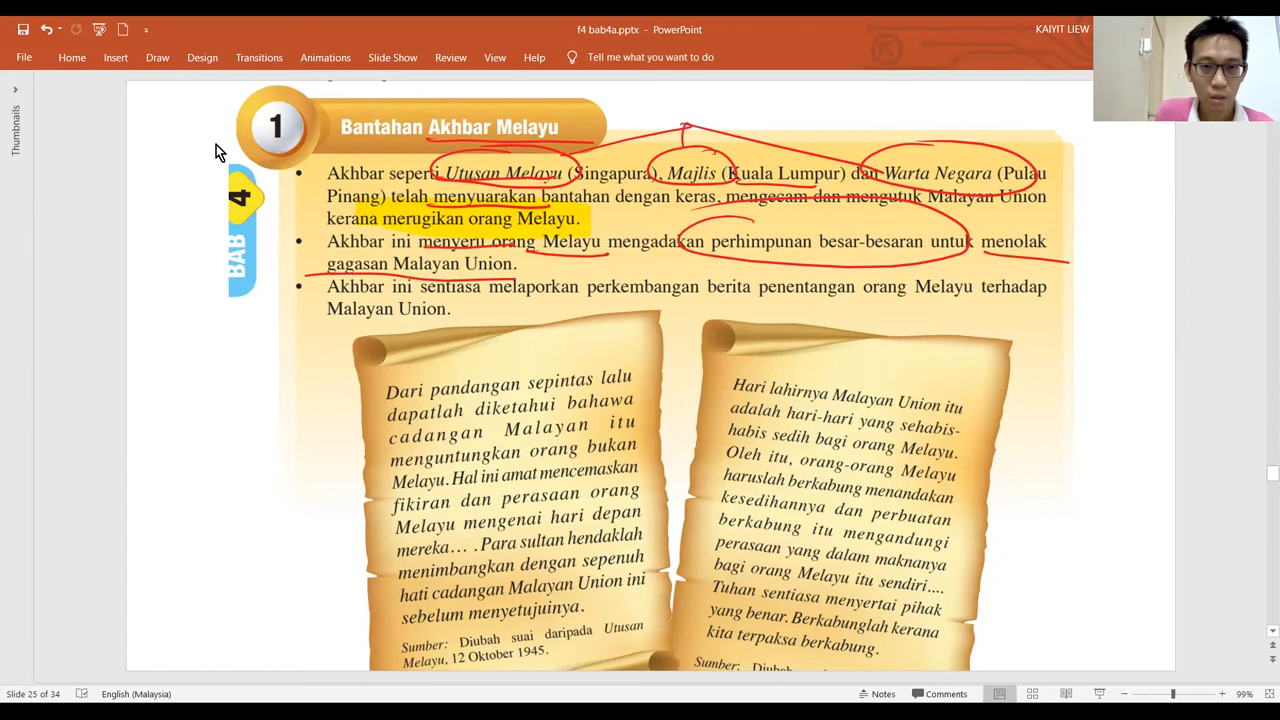 f4 bab4a.pptx - PowerPoint
KAIYIT LIEW
File Home Insert Draw Design Transitions Animations Slide Show Review View Help Tell me what you want to do
Thumbnails
1 Bantahan Akhbar Melayu
BAB 4
• Akhbar seperti Utusan Melayu (Singapura), Majlis (Kuala Lumpur) dan Warta Negara (Pulau
Pinang) telah menyuarakan bantahan dengan keras, mengecam dan mengutuk Malayan Union
kerana merugikan orang Melayu.
• Akhbar ini menyeru orang Melayu mengadakan perhimpunan besar-besaran untuk menolak
gagasan Malayan Union.
• Akhbar ini sentiasa melaporkan perkembangan berita penentangan orang Melayu terhadap
Malayan Union.
Dari pandangan sepintas lalu
dapatlah diketahui bahawa
cadangan Malayan itu
menguntungkan orang bukan
Melayu. Hal ini amat mencemaskan
fikiran dan perasaan orang
Melayu mengenai hari depan
mereka… . Para sultan hendaklah
menimbangkan dengan sepenuh
hati cadangan Malayan Union ini
sebelum menyetujuinya.
Sumber: Diubah suai daripada Utusan
Melayu, 12 Oktober 1945.
Hari lahirnya Malayan Union itu
adalah hari-hari yang sehabis-
habis sedih bagi orang Melayu.
Oleh itu, orang-orang Melayu
haruslah berkabung menandakan
kesedihannya dan perbuatan
berkabung itu mengandungi
perasaan yang dalam maknanya
bagi orang Melayu itu sendiri….
Tuhan sentiasa menyertai pihak
yang benar. Berkabunglah kerana
kita terpaksa berkabung.
Sumber: Diubah
Slide 25 of 34 English (Malaysia) Notes Comments 99%